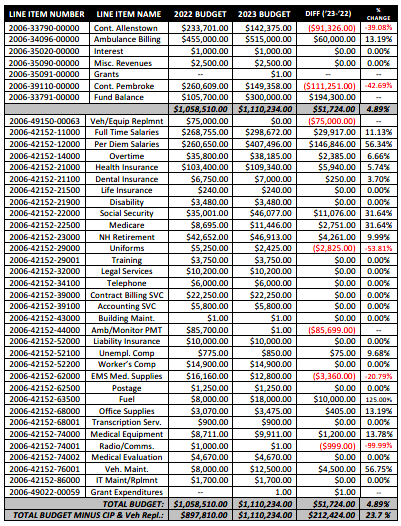 LINE ITEM NUMBER LINE ITEM NAME 2022 BUDGET 2023 BUDGET DIFF ('23-'22) % CHANGE
2006-33790-00000 Cont. Allenstown $233,701.00 $142,375.00 ($91,326.00) -39.08%
2006-34096-00000 Ambulance Billing $455,000.00 $515,000.00 $60,000.00 13.19%
2006-35020-00000 Interest $1,000.00 $1,000.00 $0.00 0.00%
2006-35090-00000 Misc. Revenues $2,500.00 $2,500.00 $0.00 0.00%
2006-35091-00000 Grants -- $1.00 -- --
2006-39110-00000 Cont. Pembroke $260,609.00 $149,358.00 ($111,251.00) -42.69%
2006-33791-00000 Fund Balance $105,700.00 $300,000.00 $194,300.00 --
$1,058,510.00 $1,110,234.00 $51,724.00 4.89%
2006-49150-00063 Veh/Equip Replmnt $75,000.00 $0.00 ($75,000.00) --
2006-42152-11000 Full Time Salaries $268,755.00 $298,672.00 $29,917.00 11.13%
2006-42152-12000 Per Diem Salaries $260,650.00 $407,496.00 $146,846.00 56.34%
2006-42152-14000 Overtime $35,800.00 $38,185.00 $2,385.00 6.66%
2006-42152-21000 Health Insurance $103,400.00 $109,340.00 $5,940.00 5.74%
2006-42152-21100 Dental Insurance $6,750.00 $7,000.00 $250.00 3.70%
2006-42152-21500 Life Insurance $240.00 $240.00 $0.00 0.00%
2006-42152-21900 Disability $3,480.00 $3,480.00 $0.00 0.00%
2006-42152-22000 Social Security $35,001.00 $46,077.00 $11,076.00 31.64%
2006-42152-22500 Medicare $8,695.00 $11,446.00 $2,751.00 31.64%
2006-42152-23000 NH Retirement $42,652.00 $46,913.00 $4,261.00 9.99%
2006-42152-29000 Uniforms $5,250.00 $2,425.00 ($2,825.00) -53.81%
2006-42152-29001 Training $3,750.00 $3,750.00 $0.00 0.00%
2006-42152-32000 Legal Services $10,200.00 $10,200.00 $0.00 0.00%
2006-42152-34100 Telephone $6,000.00 $6,000.00 $0.00 0.00%
2006-42152-39000 Contract Billing SVC $22,250.00 $22,250.00 $0.00 0.00%
2006-42152-39100 Accounting SVC $5,800.00 $5,800.00 $0.00 0.00%
2006-42152-43000 Building Maint. $1.00 $1.00 $0.00 0.00%
2006-42152-44000 Amb/Monitor PMT $85,700.00 $1.00 ($85,699.00) --
2006-42152-52000 Liability Insurance $10,000.00 $10,000.00 $0.00 0.00%
2006-42152-52100 Unempl. Comp $775.00 $850.00 $75.00 9.68%
2006-42152-52200 Worker's Comp $14,900.00 $14,900.00 $0.00 0.00%
2006-42152-62000 EMS Med. Supplies $16,160.00 $12,800.00 ($3,360.00) -20.79%
2006-42152-62500 Postage $1,250.00 $1,250.00 $0.00 0.00%
2006-42152-63500 Fuel $8,000.00 $18,000.00 $10,000.00 125.00%
2006-42152-68000 Office Supplies $3,070.00 $3,475.00 $405.00 13.19%
2006-42152-68001 Transcription Serv. $900.00 $900.00 $0.00 0.00%
2006-42152-74000 Medical Equipment $8,711.00 $9,911.00 $1,200.00 13.78%
2006-42152-74001 Radio/Comms. $1,000.00 $1.00 ($999.00) -99.99%
2006-42152-74002 Medical Evaluation $4,670.00 $4,670.00 $0.00 0.00%
2006-42152-76001 Veh. Maint. $8,000.00 $12,500.00 $4,500.00 56.75%
2006-42152-86000 IT Maint/Rplmnt $1,700.00 $1,700.00 $0.00 0.00%
2006-49022-00059 Grant Expenditures -- 1.00 $1.00 --
TOTAL BUDGET: $1,058,510.00 $1,110,234.00 $51,724.00 4.89%
TOTAL BUDGET MINUS CIP & Veh Repl.: $897,810.00 $1,110,234.00 $212,424.00 23.7 %